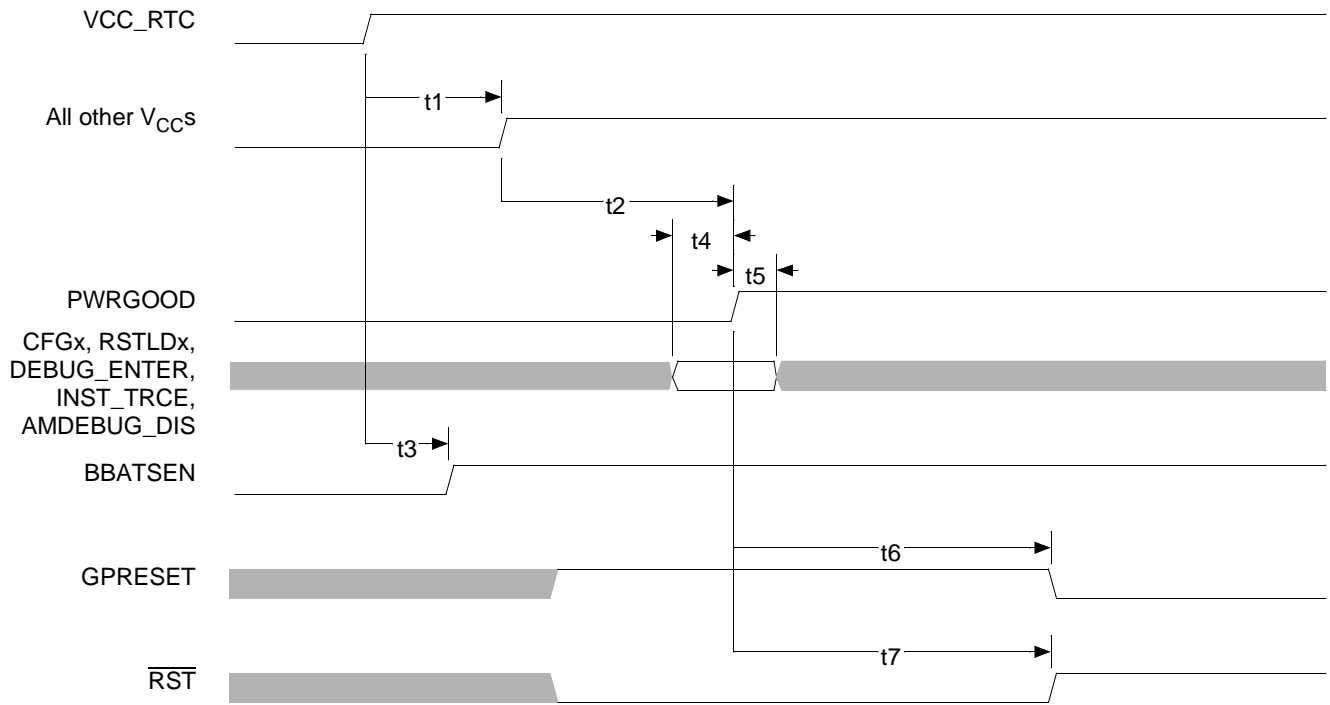 VCC_RTC
t1
All other VCCs
t2
t4
t5
PWRGOOD
CFGx, RSTLDx,
DEBUG_ENTER,
INST_TRCE,
AMDEBUG_DIS
t3
BBATSEN
t6
GPRESET
t7
RST